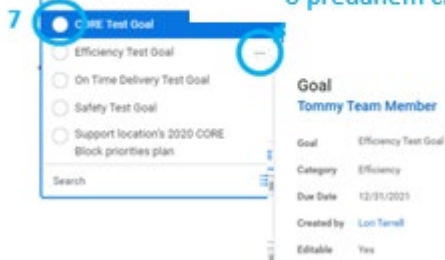 7
CORE Test Goal
Efficiency Test Goal
On Time Delivery Test Goal
Safety Test Goal
Support location's 2020 CORE
Block priorities plan
Search
Goal
Tommy Team Member
Goal Efficiency Test Goal
Category Efficiency
Due Date 12/31/2021
Created by Lori Terrell
Editable Yes